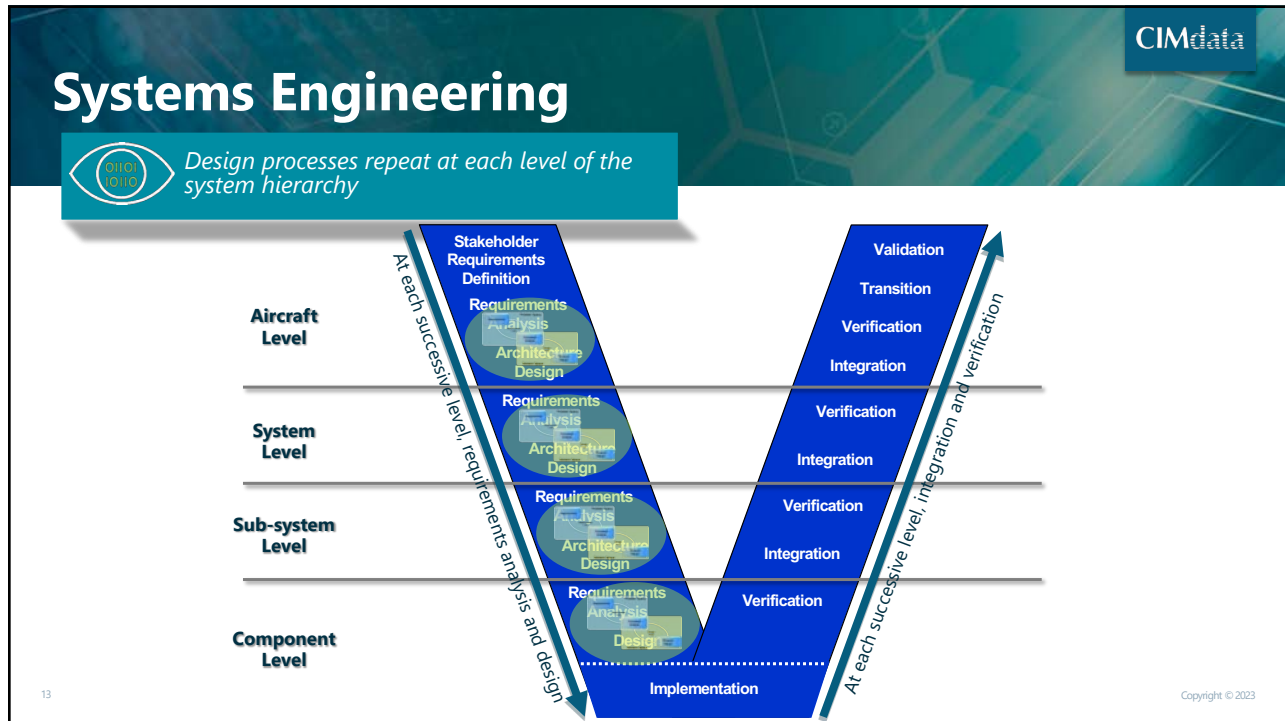 CIMdata
Systems Engineering
01101
10110
Design processes repeat at each level of the
system hierarchy
Stakeholder
Requirements
Definition
Requirements
Analysis
Architecture
Design
Aircraft
Level
Validation
Transition
Verification
Integration
Requirements
Analysis
Architecture
Design
System
Level
Verification
Integration
Requirements
Analysis
Architecture
Design
Sub-system
Level
Verification
Integration
Requirements
Analysis
Design
Component
Level
Verification
Implementation
At each successive level, requirements analysis and design
At each successive level, integration and verification
13
Copyright © 2023